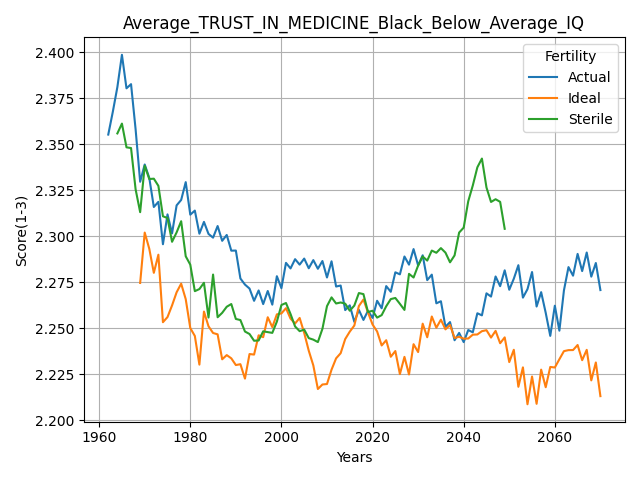 Average_TRUST_IN_MEDICINE_Black_Below_Average_IQ
Fertility
Actual
Ideal
Sterile
Score(1-3)
2.400
2.375
2.350
2.325
2.300
2.275
2.250
2.225
2.200
1960 1980 2000 2020 2040 2060
Years